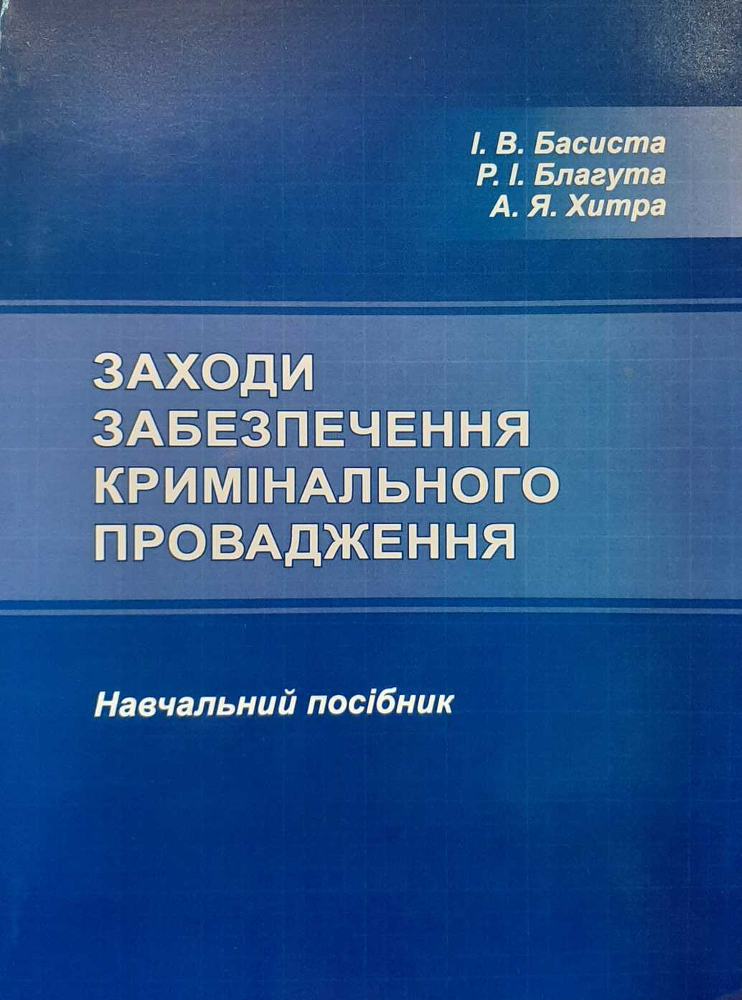 І. В. Басиста
Р. І. Благута
А. Я. Хитра
ЗАХОДИ
ЗАБЕЗПЕЧЕННЯ
КРИМІНАЛЬНОГО
ПРОВАДЖЕННЯ
Навчальний посібник